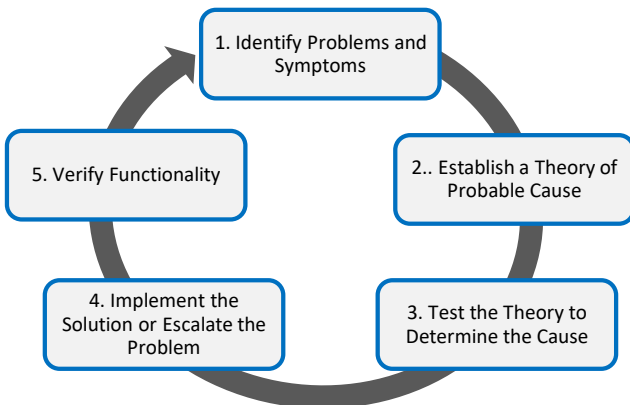 1. Identify Problems and
Symptoms
2.. Establish a Theory of
Probable Cause
3. Test the Theory to
Determine the Cause
4. Implement the
Solution or Escalate the
Problem
5. Verify Functionality